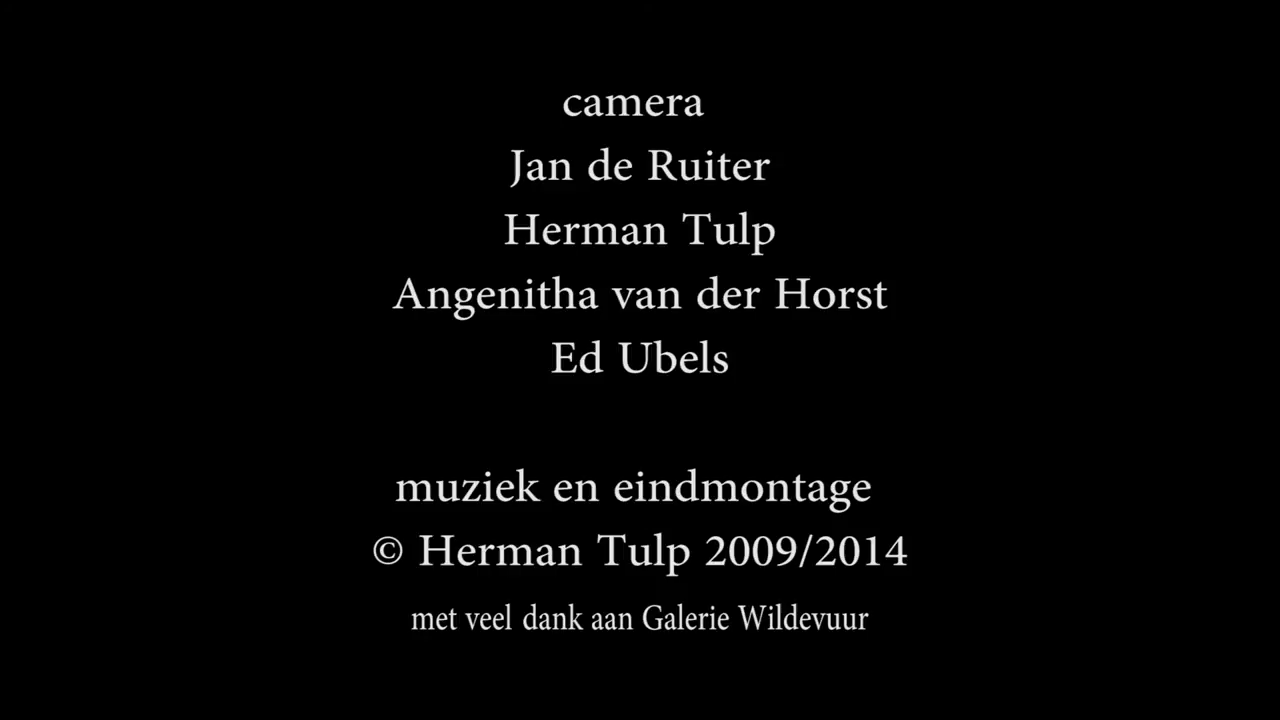 camera
Jan de Ruiter
Herman Tulp
Angenitha van der Horst
Ed Ubels
muziek en eindmontage
© Herman Tulp 2009/2014
met veel dank aan Galerie Wildevuur